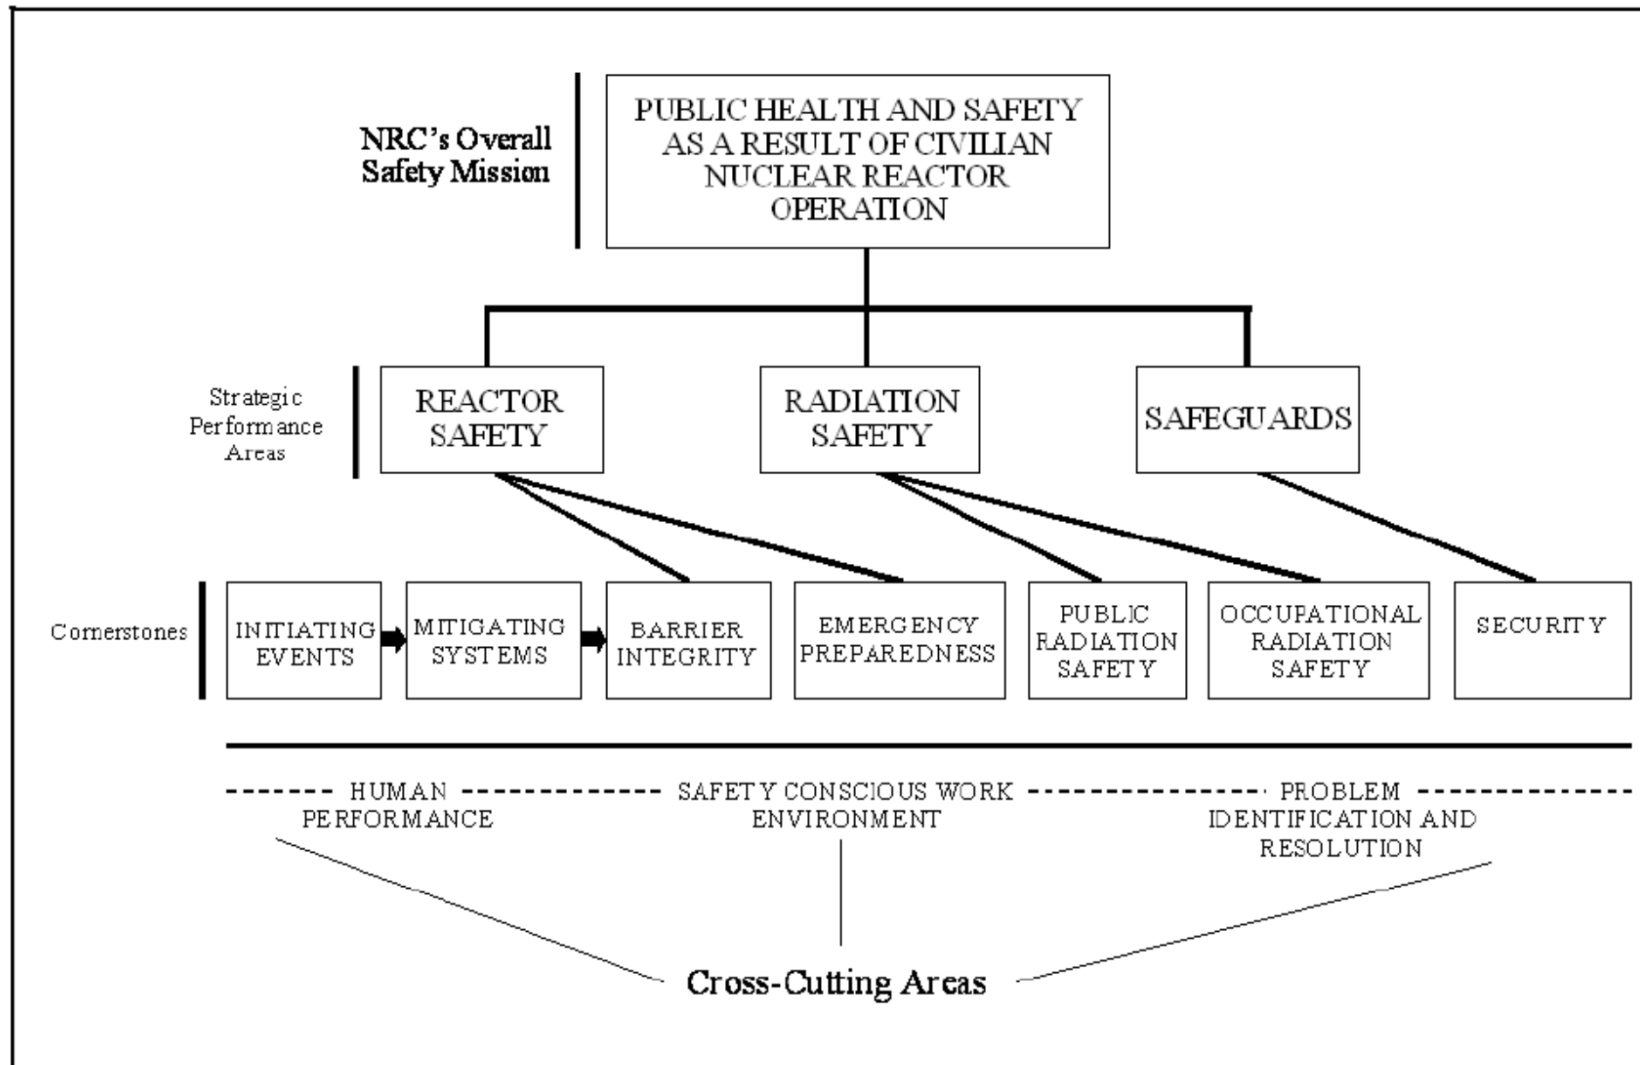 NRC's Overall
Safety Mission
PUBLIC HEALTH AND SAFETY
AS A RESULT OF CIVILIAN
NUCLEAR REACTOR
OPERATION
Strategic
Performance
Areas
REACTOR
SAFETY
RADIATION
SAFETY
SAFEGUARDS
Cornerstones
INITIATING
EVENTS
MITIGATING
SYSTEMS
BARRIER
INTEGRITY
EMERGENCY
PREPAREDNESS
PUBLIC
RADIATION
SAFETY
OCCUPATIONAL
RADIATION
SAFETY
SECURITY
HUMAN
PERFORMANCE
SAFETY CONSCIOUS WORK
ENVIRONMENT
PROBLEM
IDENTIFICATION AND
RESOLUTION
Cross-Cutting Areas